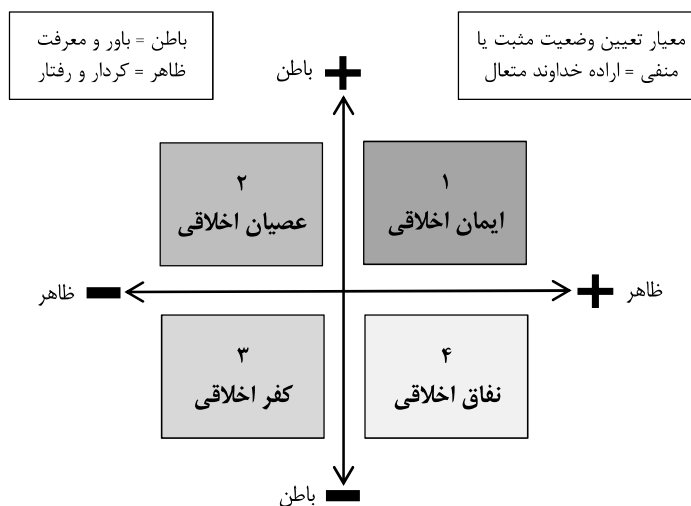 معیار تعیین وضعیت مثبت یا
منفی = اراده خداوند متعال
باطن = باور و معرفت
ظاهر = کردار و رفتار
باطن +
۱
ایمان اخلاقی
۲
عصیان اخلاقی
ظاهر +
ظاهر -
۳
کفر اخلاقی
۴
نفاق اخلاقی
باطن -